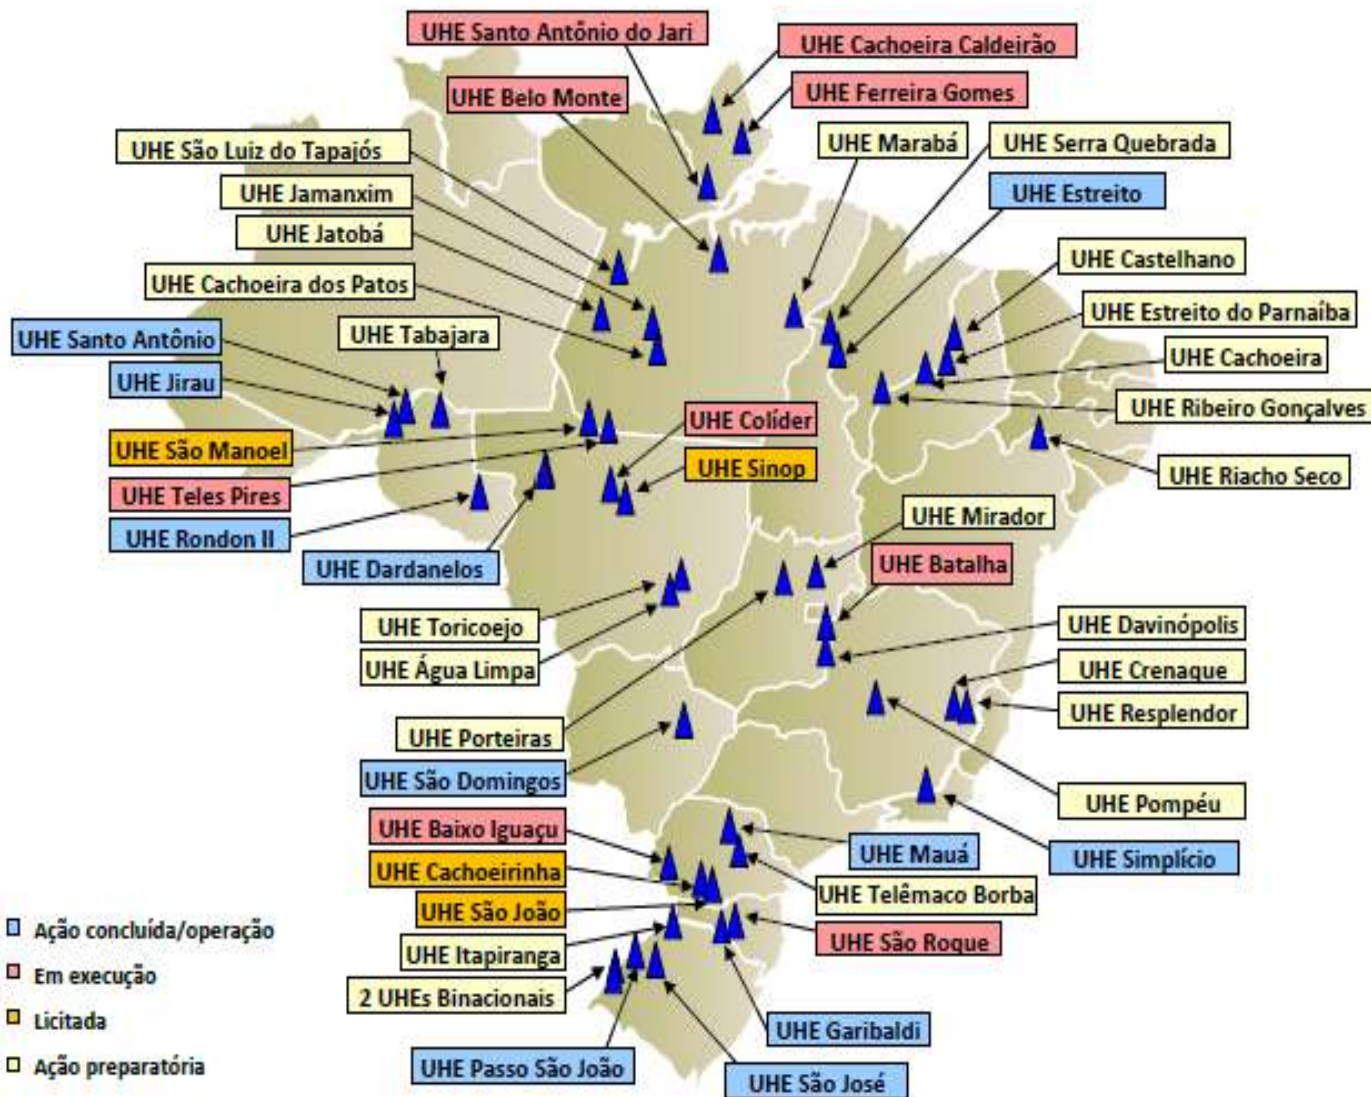 UHE Santo Antônio do Jari
UHE Cachoeira Caldeirão
UHE Belo Monte
UHE Ferreira Gomes
UHE São Luiz do Tapajós
UHE Marabá
UHE Serra Quebrada
UHE Jamanxim
UHE Estreito
UHE Jatobá
UHE Castelhano
UHE Cachoeira dos Patos
UHE Estreito do Parnaíba
UHE Santo Antônio
UHE Tabajara
UHE Cachoeira
UHE Jirau
UHE Ribeiro Gonçalves
UHE Colíder
UHE São Manoel
UHE Sinop
UHE Riacho Seco
UHE Teles Pires
UHE Mirador
UHE Rondon II
UHE Dardanelos
UHE Batalha
UHE Toricoejo
UHE Davinópolis
UHE Água Limpa
UHE Crenaque
UHE Resplendor
UHE Porteiras
UHE São Domingos
UHE Pompéu
UHE Baixo Iguaçu
UHE Mauá
UHE Simplício
UHE Cachoeirinha
UHE Telêmaco Borba
UHE São João
UHE São Roque
UHE Itapiranga
2 UHEs Binacionais
UHE Garibaldi
UHE Passo São João
UHE São José
Ação concluída/operação
Em execução
Licitada
Ação preparatória